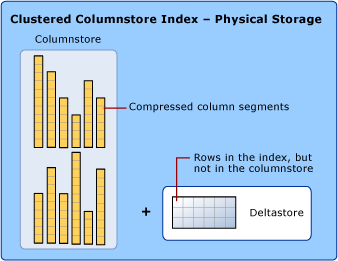 Clustered Columnstore Index – Physical Storage
Columnstore
Compressed column segments
Rows in the index, but
not in the columnstore
+
Deltastore